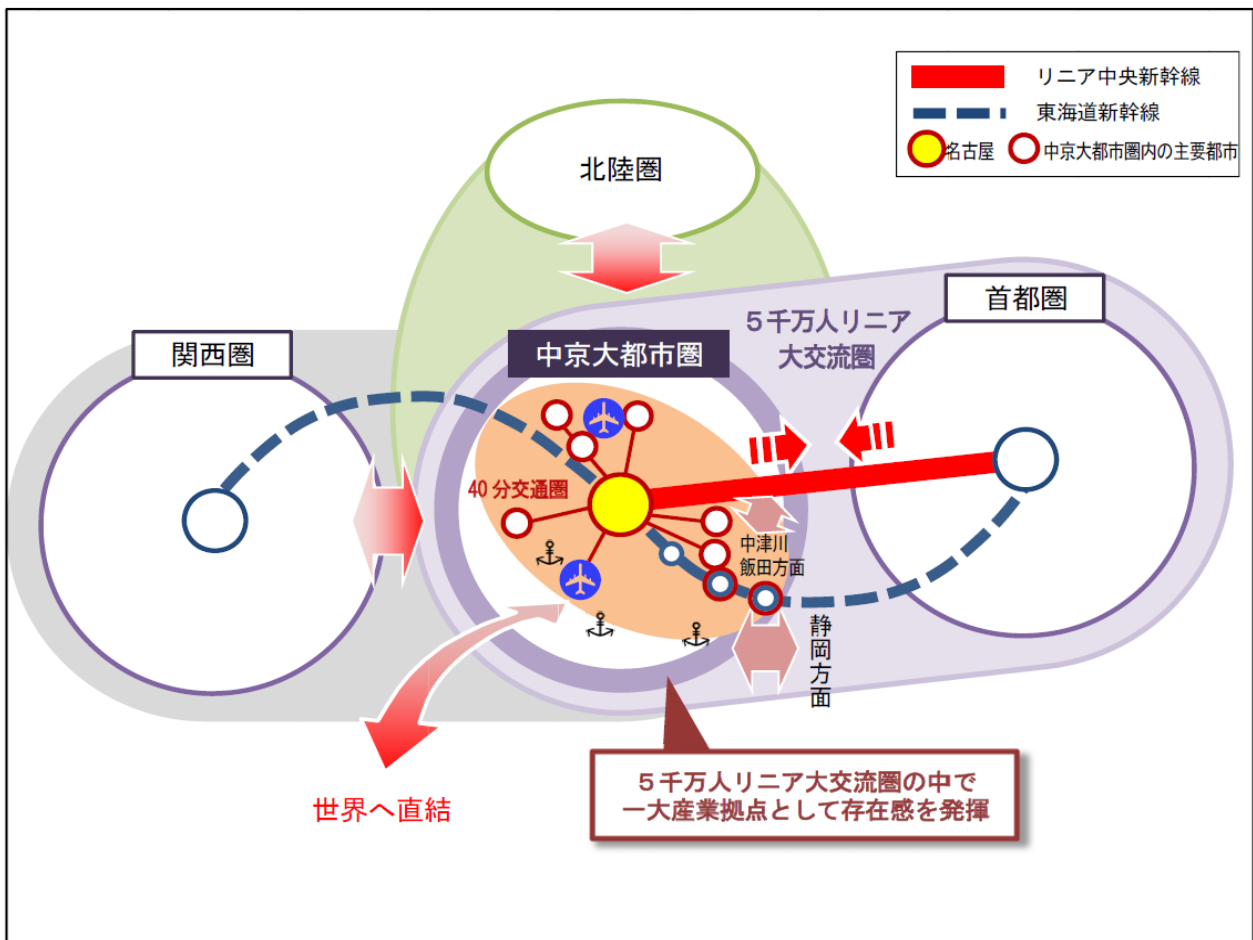 リニア中央新幹線
東海道新幹線
名古屋
中京大都市圏内の主要都市
北陸圏
首都圏
5千万人リニア
大交流圏
関西圏
中京大都市圏
40分交通圏
中津川
飯田方面
静岡方面
5千万人リニア大交流圏の中で
一大産業拠点として存在感を発揮
世界へ直結